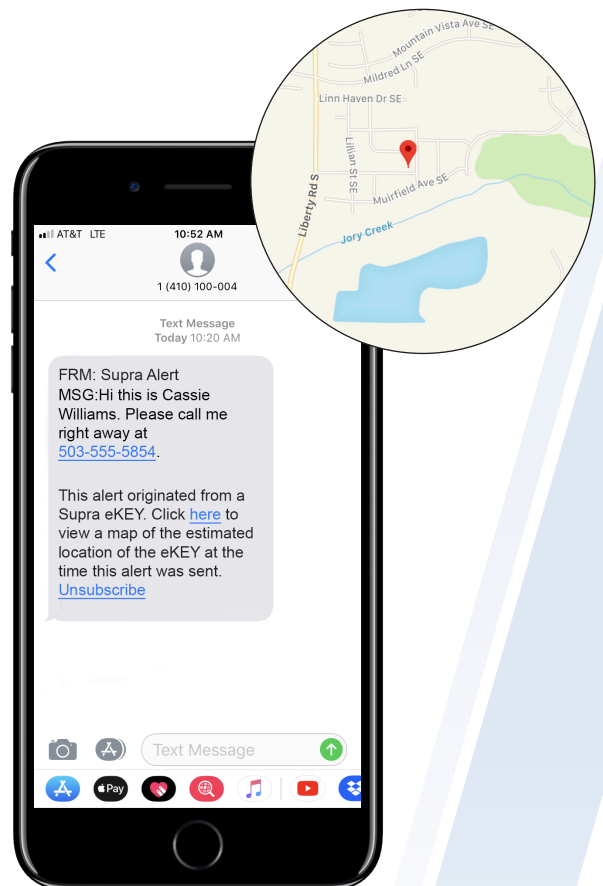 Mountain Vista Ave SE
Mildred Ln SE
Linn Haven Dr SE
Lillian St SE
Muirfield Ave SE
Liberty Rd S
Jory Creek
AT&T LTE
10:52 AM
1 (410) 100-004
Text Message
Today 10:20 AM
FRM: Supra Alert
MSG:Hi this is Cassie
Williams. Please call me
right away at
503-555-5854.
This alert originated from a
Supra eKEY. Click here to
view a map of the estimated
location of the eKEY at the
time this alert was sent.
Unsubscribe
Text Message
Pay